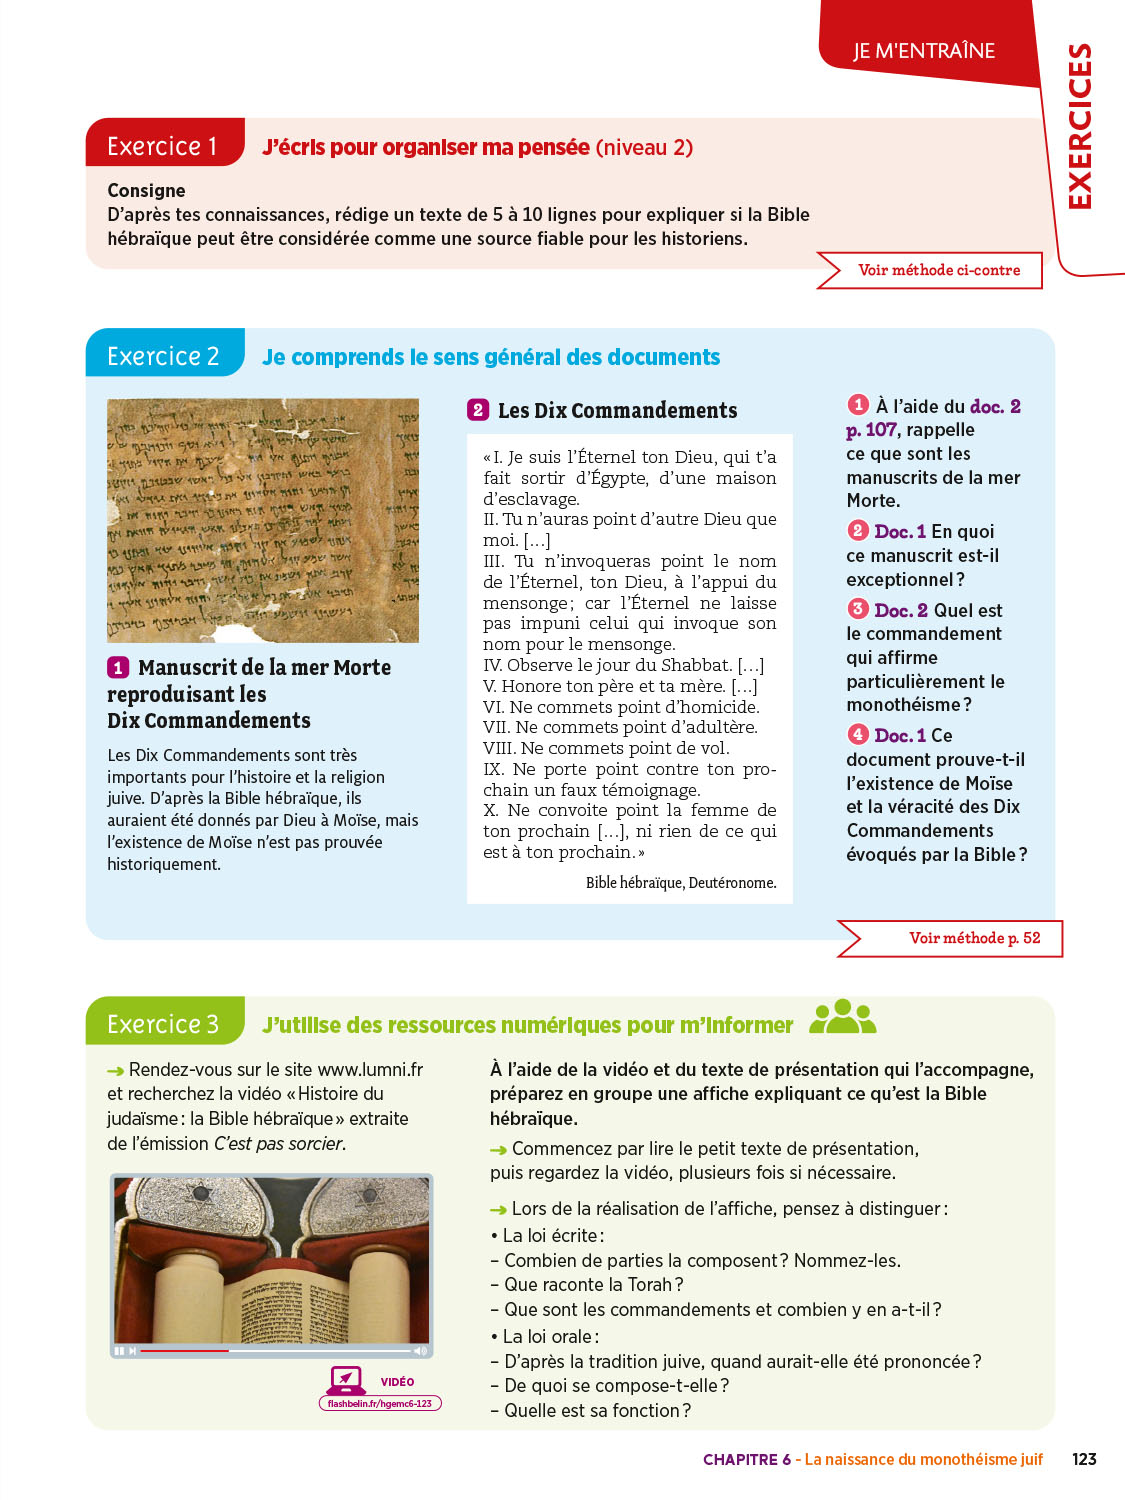 JE M'ENTRAÎNE
EXERCICES
Exercice 1
J'écris pour organiser ma pensée (niveau 2)
Consigne
D'après tes connaissances, rédige un texte de 5 à 10 lignes pour expliquer si la Bible
hébraïque peut être considérée comme une source fiable pour les historiens.
Voir méthode ci-contre
Exercice 2
Je comprends le sens général des documents
1 Manuscrit de la mer Morte
reproduisant les
Dix Commandements
Les Dix Commandements sont très
importants pour l'histoire et la religion
juive. D'après la Bible hébraïque, ils
auraient été donnés par Dieu à Moïse, mais
l'existence de Moïse n'est pas prouvée
historiquement.
2 Les Dix Commandements
« I. Je suis l'Éternel ton Dieu, qui t'a
fait sortir d'Égypte, d'une maison
d'esclavage.
II. Tu n'auras point d'autre Dieu que
moi. [...]
III. Tu n'invoqueras point le nom
de l'Éternel, ton Dieu, à l'appui du
mensonge ; car l'Éternel ne laisse
pas impuni celui qui invoque son
nom pour le mensonge.
IV. Observe le jour du Shabbat. [...]
V. Honore ton père et ta mère. [...]
VI. Ne commets point d'homicide.
VII. Ne commets point d'adultère.
VIII. Ne commets point de vol.
IX. Ne porte point contre ton pro-
chain un faux témoignage.
X. Ne convoite point la femme de
ton prochain [...], ni rien de ce qui
est à ton prochain. »
Bible hébraïque, Deutéronome.
1 À l'aide du doc. 2
p. 107, rappelle
ce que sont les
manuscrits de la mer
Morte.
2 Doc. 1 En quoi
ce manuscrit est-il
exceptionnel ?
3 Doc. 2 Quel est
le commandement
qui affirme
particulièrement le
monothéisme ?
4 Doc. 1 Ce
document prouve-t-il
l'existence de Moïse
et la véracité des Dix
Commandements
évoqués par la Bible ?
Voir méthode p. 52
Exercice 3
J'utilise des ressources numériques pour m'informer
→ Rendez-vous sur le site www.lumni.fr
et recherchez la vidéo « Histoire du
judaïsme : la Bible hébraïque » extraite
de l'émission C'est pas sorcier.
VIDÉO
flashbelin.fr/hgemc6-123
À l'aide de la vidéo et du texte de présentation qui l'accompagne,
préparez en groupe une affiche expliquant ce qu'est la Bible
hébraïque.
→ Commencez par lire le petit texte de présentation,
puis regardez la vidéo, plusieurs fois si nécessaire.
→ Lors de la réalisation de l'affiche, pensez à distinguer :
• La loi écrite :
– Combien de parties la composent ? Nommez-les.
– Que raconte la Torah ?
– Que sont les commandements et combien y en a-t-il ?
• La loi orale :
– D'après la tradition juive, quand aurait-elle été prononcée ?
– De quoi se compose-t-elle ?
– Quelle est sa fonction ?
CHAPITRE 6 - La naissance du monothéisme juif 123